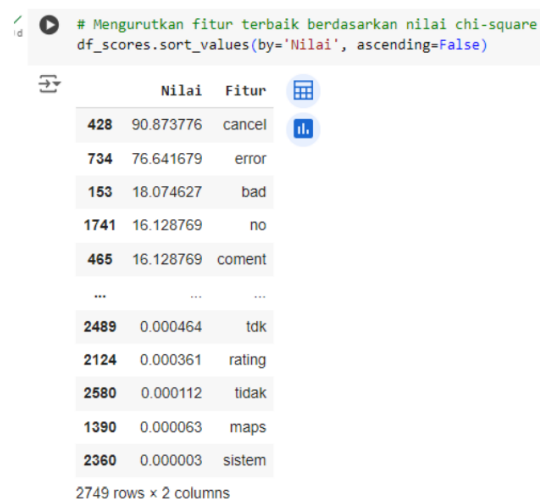 # Mengurutkan fitur terbaik berdasarkan nilai chi-square
df_scores.sort_values(by='Nilai', ascending=False)
Nilai Fitur
428 90.873776 cancel
734 76.641679 error
153 18.074627 bad
1741 16.128769 no
465 16.128769 coment
... ... ...
2489 0.000464 tdk
2124 0.000361 rating
2580 0.000112 tidak
1390 0.000063 maps
2360 0.000003 sistem
2749 rows × 2 columns